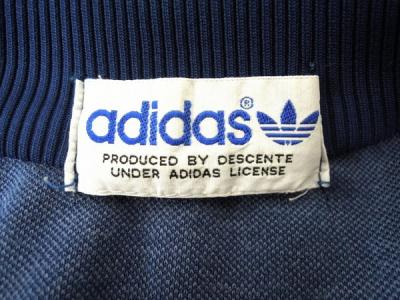 adidas®
PRODUCED BY DESCENTE
UNDER ADIDAS LICENSE